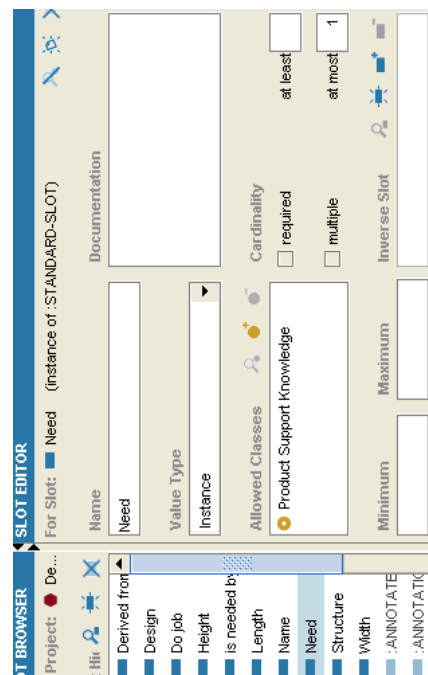 T BROWSER
Project: De...
Hi
Derived from
Design
Do job
Height
is needed by
Length
Name
Need
Structure
Width
:ANNOTATE
:ANNOTATIO
SLOT EDITOR
For Slot: Need (instance of :STANDARD-SLOT)
Name
Need
Documentation
Value Type
Instance
Allowed Classes
Product Support Knowledge
Cardinality
required
at least
multiple
at most 1
Minimum
Maximum
Inverse Slot